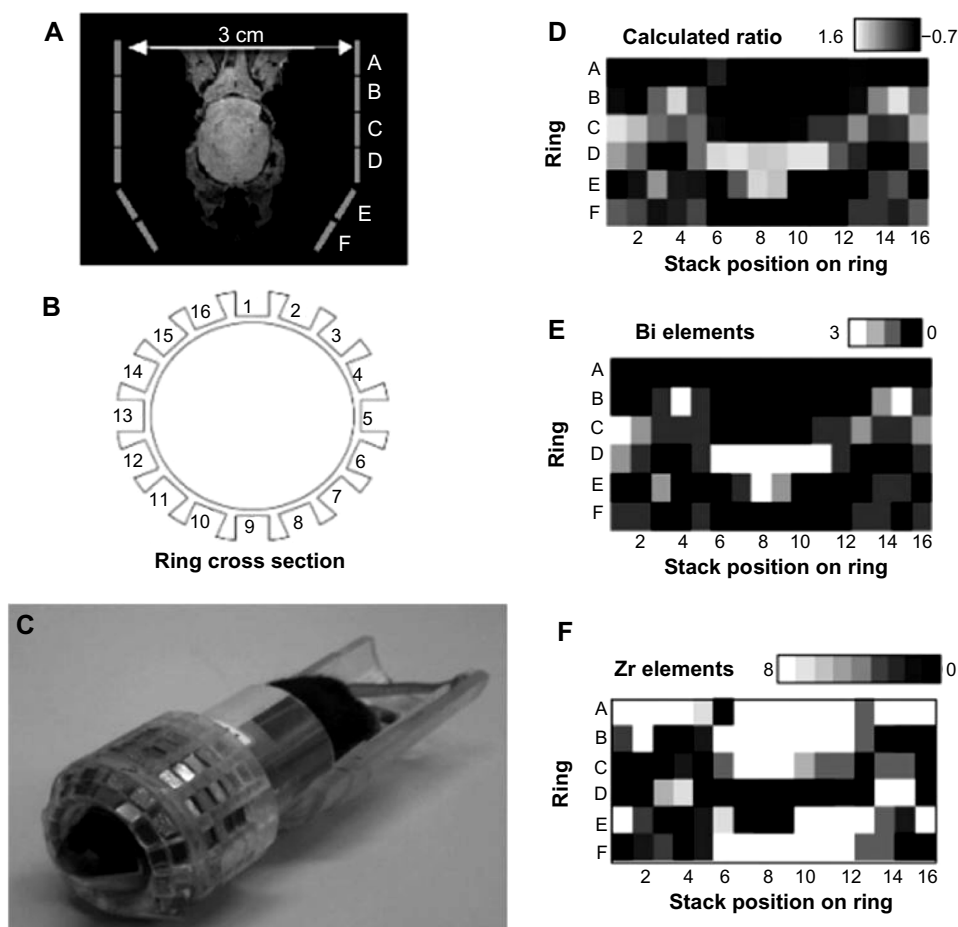 A
3 cm
A
B
C
D
E
F
B
1
2
3
4
5
6
7
8
9
10
11
12
13
14
15
16
Ring cross section
C
D
Calculated ratio
1.6
−0.7
Ring
A
B
C
D
E
F
2 4 6 8 10 12 14 16
Stack position on ring
E
Bi elements
3
0
Ring
A
B
C
D
E
F
2 4 6 8 10 12 14 16
Stack position on ring
F
Zr elements
8
0
Ring
A
B
C
D
E
F
2 4 6 8 10 12 14 16
Stack position on ring